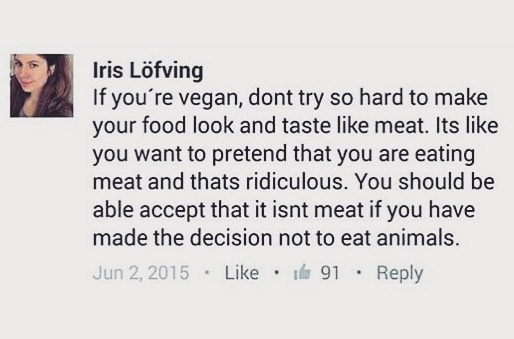 Iris Löfving
If you´re vegan, dont try so hard to make
your food look and taste like meat. Its like
you want to pretend that you are eating
meat and thats ridiculous. You should be
able accept that it isnt meat if you have
made the decision not to eat animals.
Jun 2, 2015 • Like • 91 • Reply